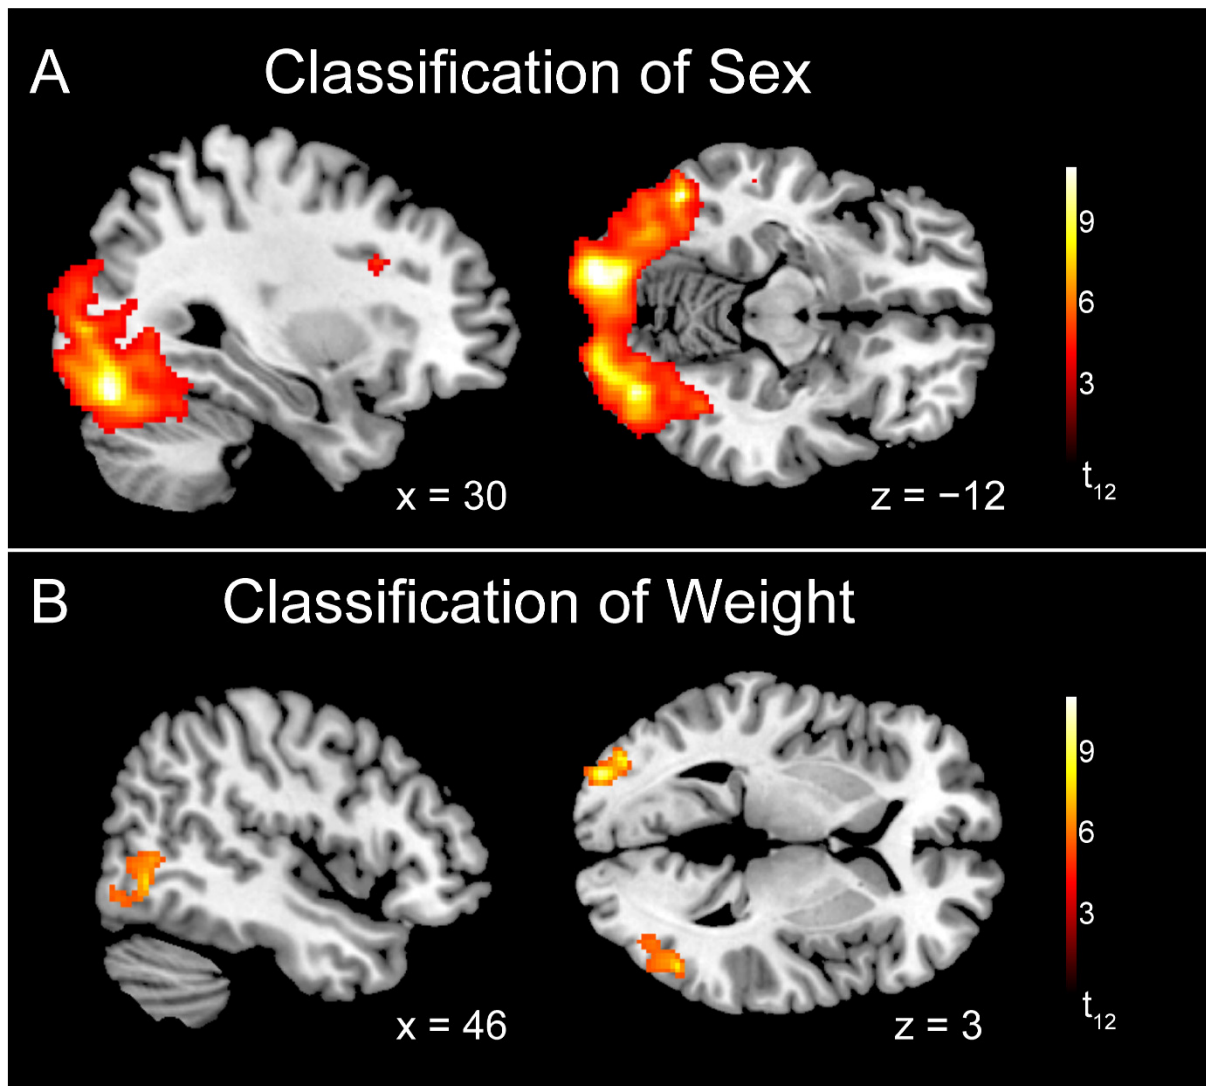 A
Classification of Sex
9
6
3
t12
x = 30
z = −12
B
Classification of Weight
9
6
3
t12
x = 46
z = 3